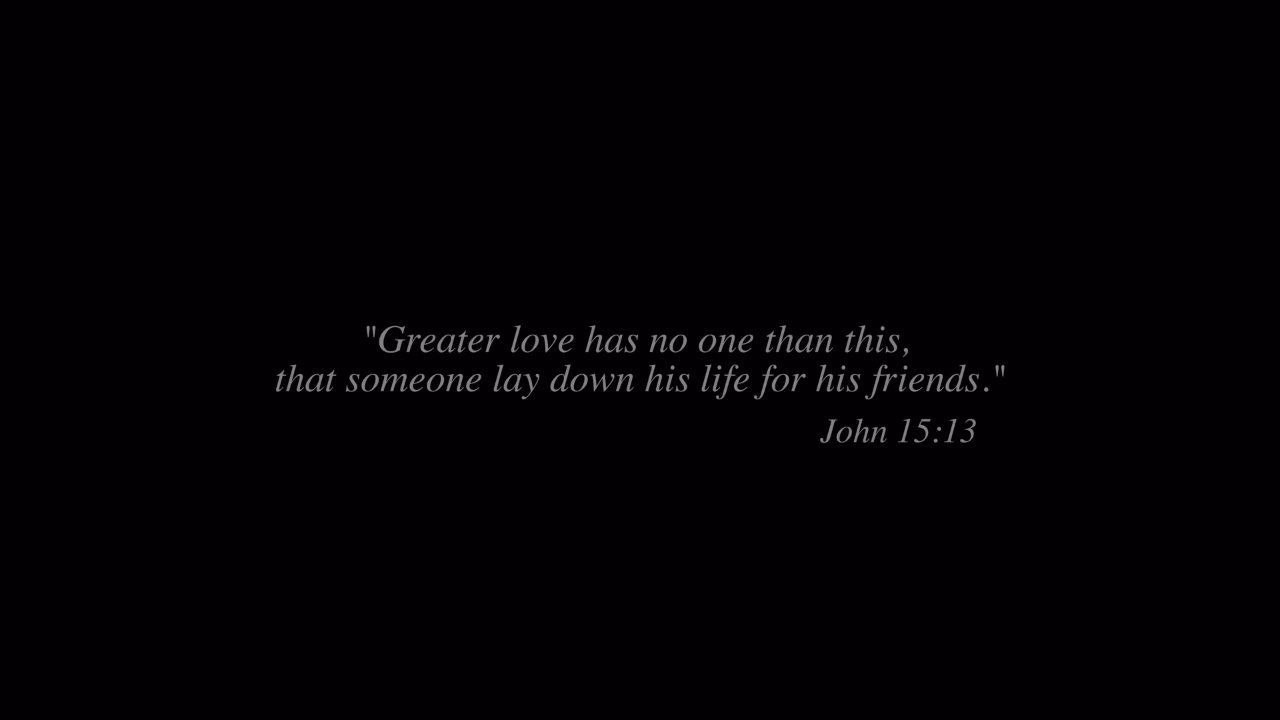 "Greater love has no one than this,
that someone lay down his life for his friends."
John 15:13